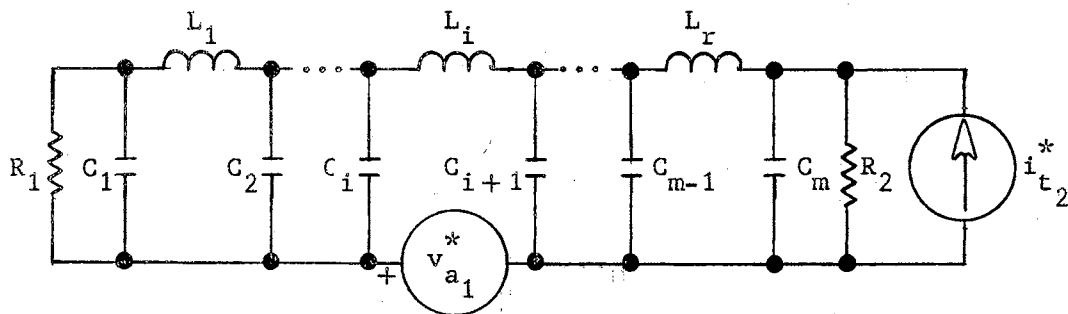 L₁ ... Lᵢ ... Lᵣ
R₁ C₁ C₂ Cᵢ Cᵢ₊₁ Cₘ₋₁ Cₘ R₂ i*ₜ₂
+ v*ₐ₁